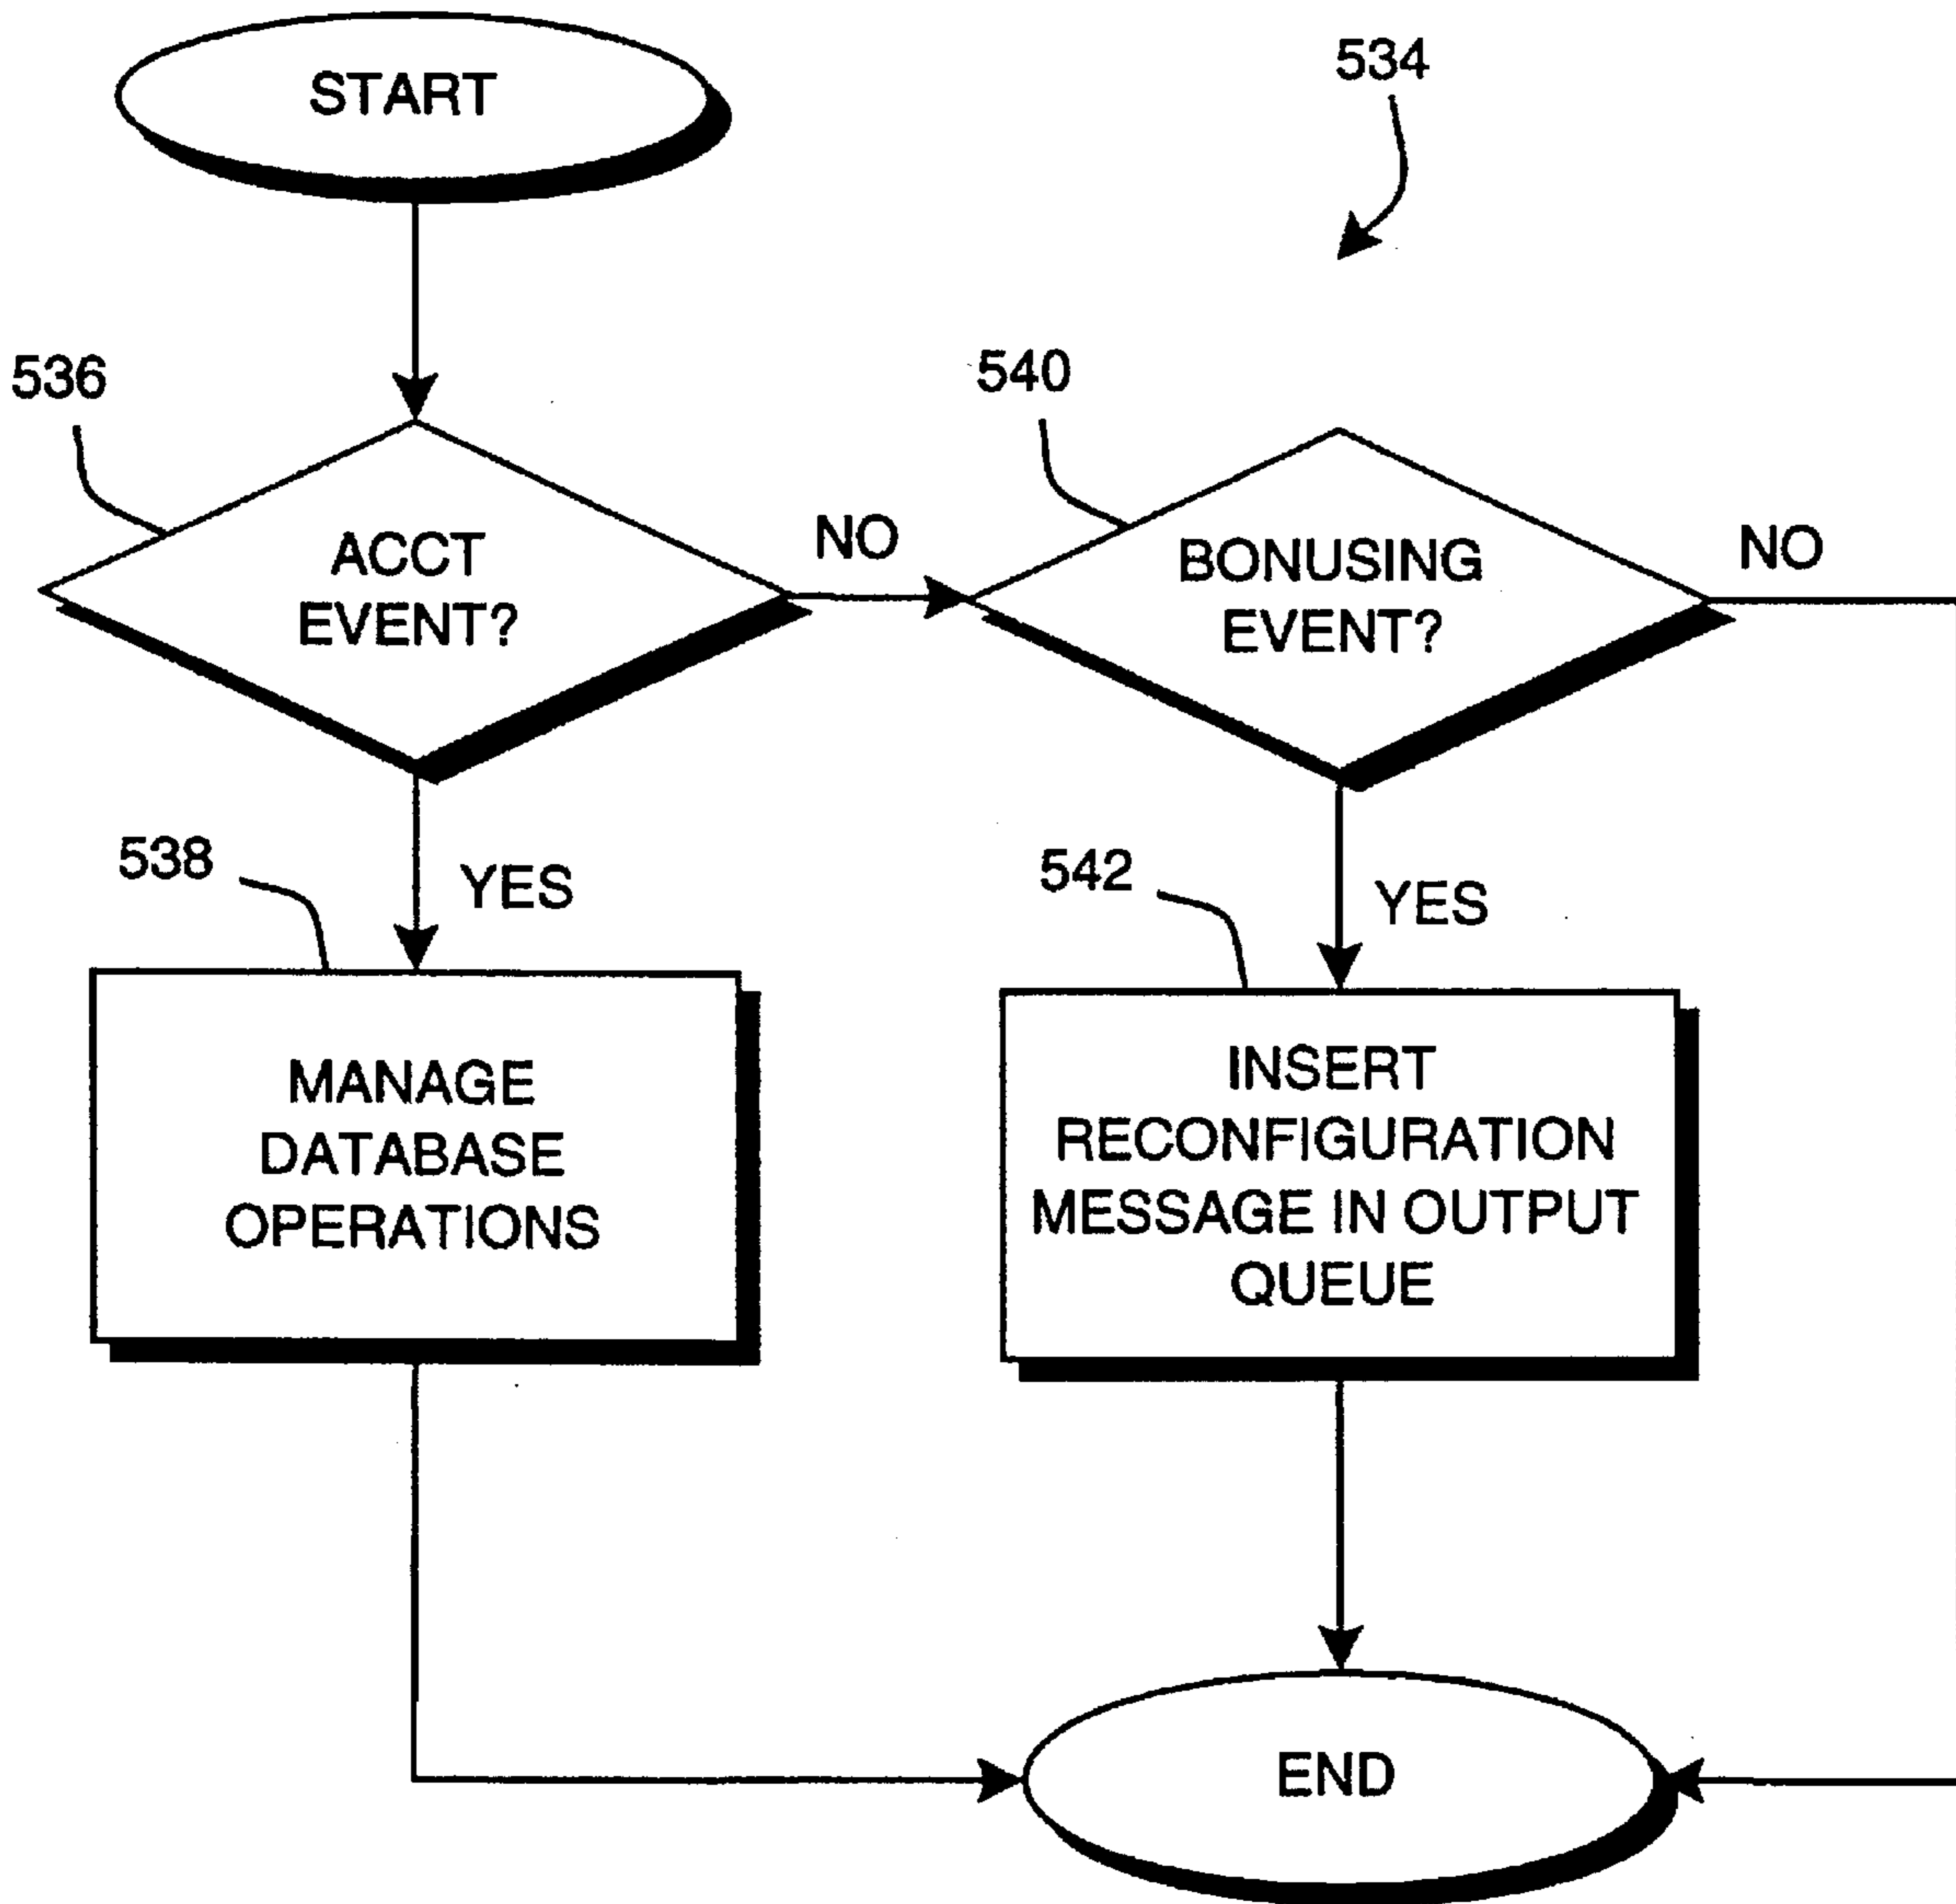 START
534
536
540
ACCT
EVENT?
NO
BONUSING
EVENT?
NO
538
YES
542
YES
MANAGE
DATABASE
OPERATIONS
INSERT
RECONFIGURATION
MESSAGE IN OUTPUT
QUEUE
END